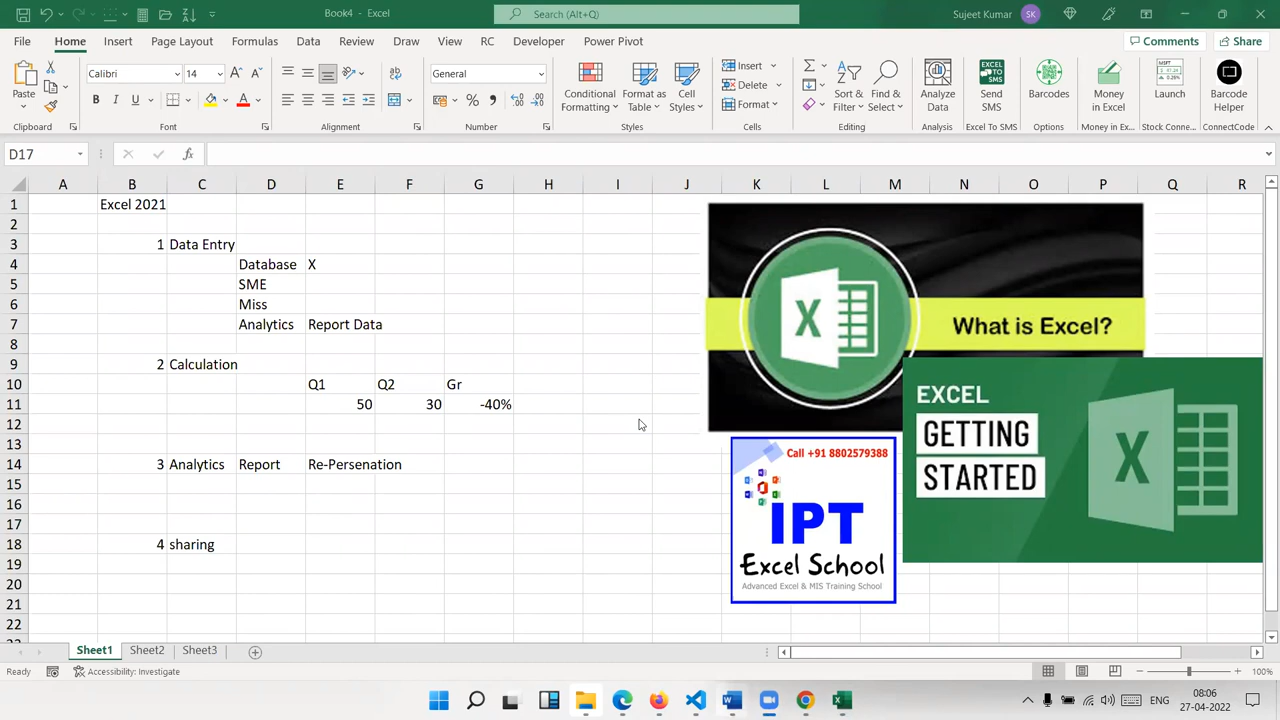 Book4 - Excel
Search (Alt+Q)
Sujeet Kumar
SK
File Home Insert Page Layout Formulas Data Review View Draw RC Developer Help Power Pivot
Comments
Share
Paste
Clipboard
Calibri
14
B I U
Font
Alignment
General
Number
Conditional Formatting
Format as Table
Cell Styles
Styles
Insert
Delete
Format
Cells
Sort & Filter
Find & Select
Editing
Analyze Data
Analysis
Send SMS
Excel To SMS
Barcodes
Options
Money in Excel
Money in Ex...
Launch
Stock Connec...
Barcode Helper
ConnectCode
D17
fx
A B C D E F G H I J K L M N O P Q R
1 Excel 2021
2
3 1 Data Entry
4 Database X
5 SME
6 Miss
7 Analytics Report Data
8
9 2 Calculation
10 Q1 Q2 Gr
11 50 30 -40%
12
13
14 3 Analytics Report Re-Persenation
15
16
17
18 4 sharing
19
20
21
22
What is Excel?
EXCEL
GETTING
STARTED
Call +91 8802579388
IPT
Excel School
Advanced Excel & MIS Training School
Sheet1 Sheet2 Sheet3
Ready
Accessibility: Investigate
100%
ENG
08:06
27-04-2022